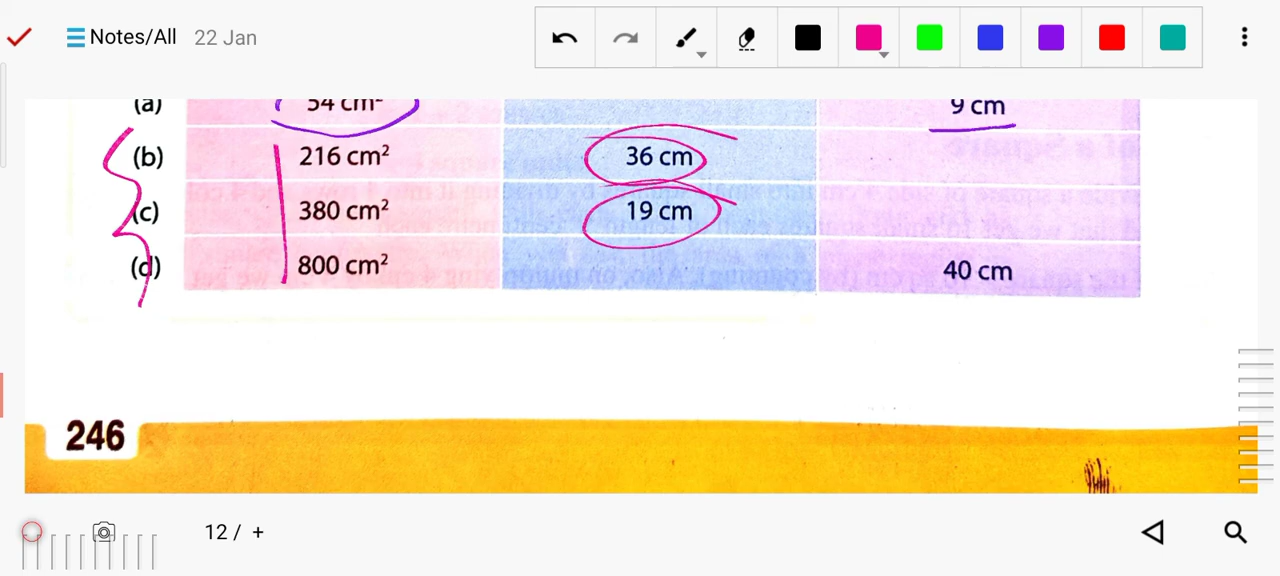 Notes/All 22 Jan
(a) 54 cm² 9 cm
(b) 216 cm² 36 cm
(c) 380 cm² 19 cm
(d) 800 cm² 40 cm
246
12 / +